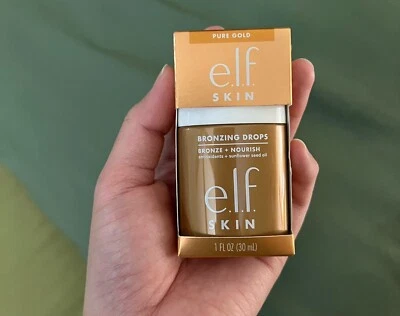 PURE GOLD
e.l.f.
SKIN
BRONZING DROPS
BRONZE + NOURISH
antioxidants + sunflower seed oil
e.l.f.
SKIN
1 FL OZ (30 mL)